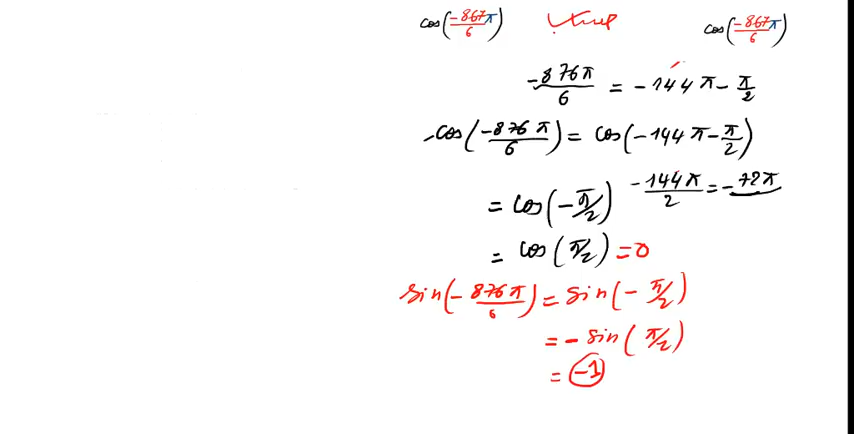 cos(-867π/6) احسب cos(-867π/6)
-876π/6 = -144π - π/2
cos(-876π/6) = cos(-144π - π/2)
= cos(-π/2) -144π/2 = -72π
= cos(π/2) = 0
sin(-876π/6) = sin(-π/2)
= - sin(π/2)
= -1